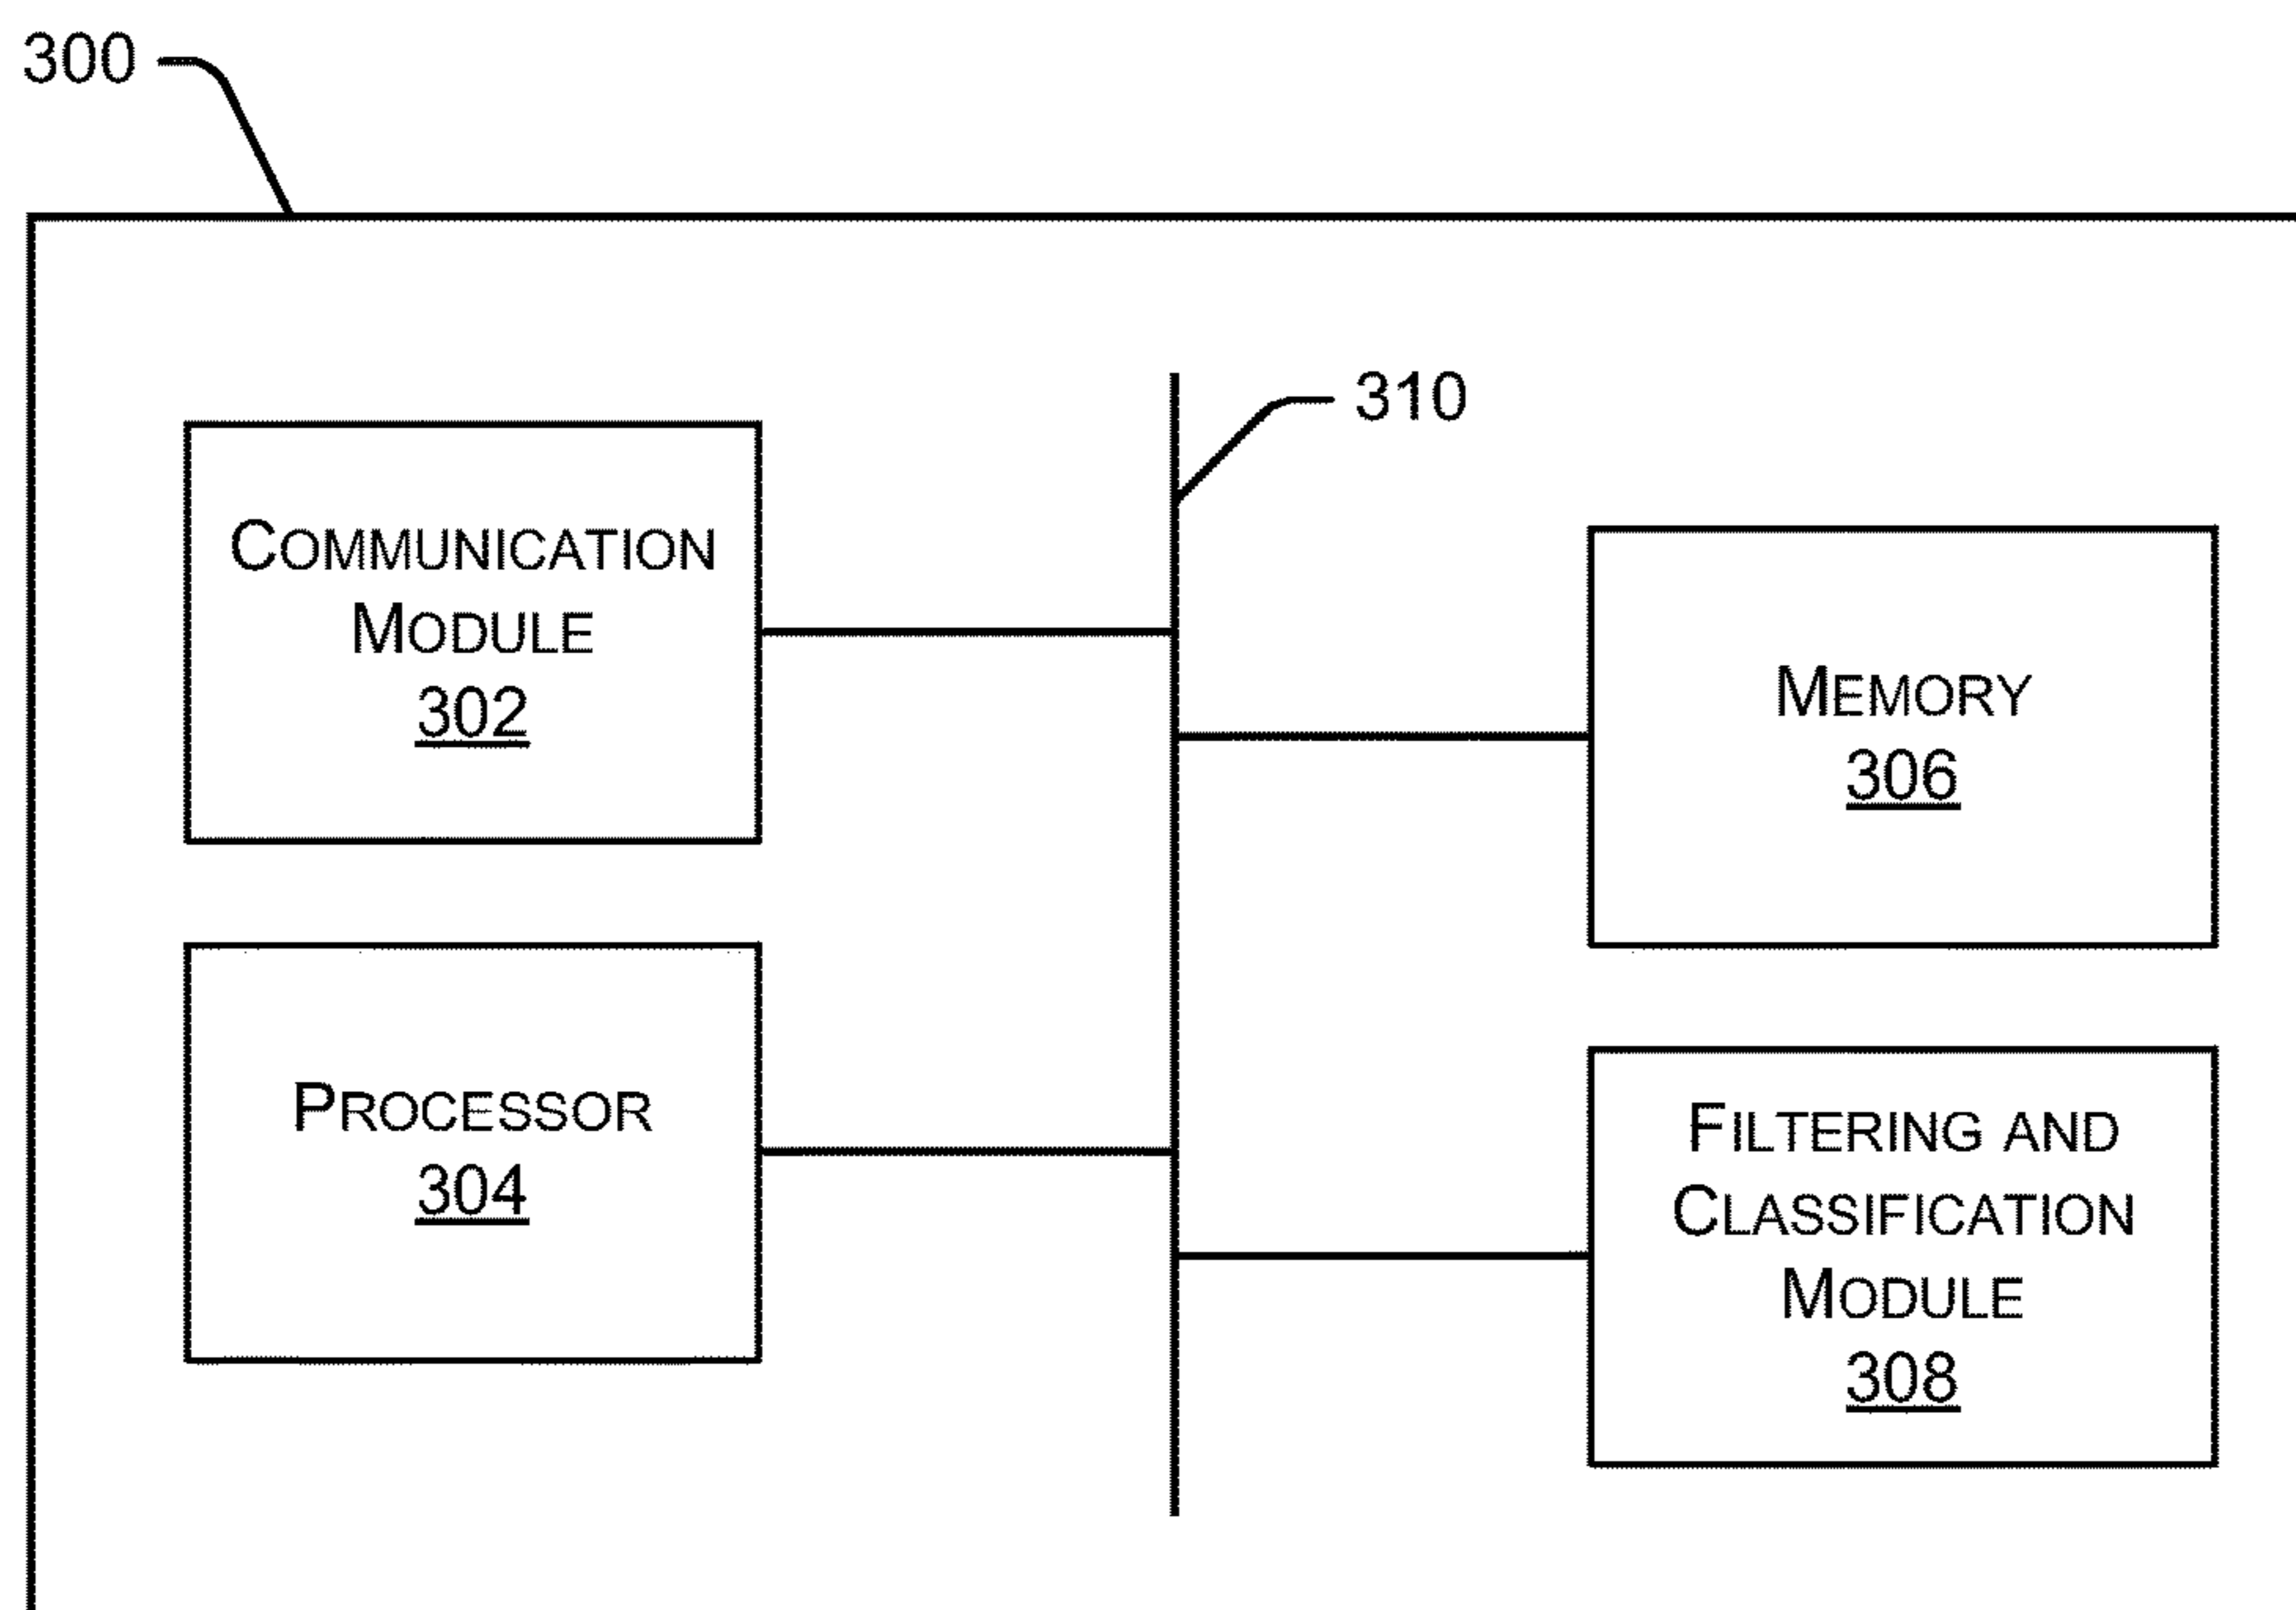 300
310
COMMUNICATION
MODULE
302
MEMORY
306
PROCESSOR
304
FILTERING AND
CLASSIFICATION
MODULE
308